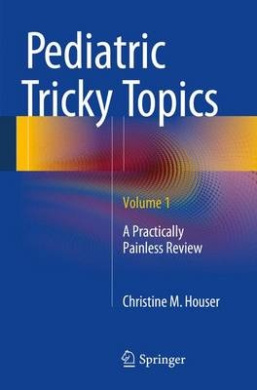 Pediatric
Tricky Topics
Volume 1
A Practically
Painless Review
Christine M. Houser
Springer